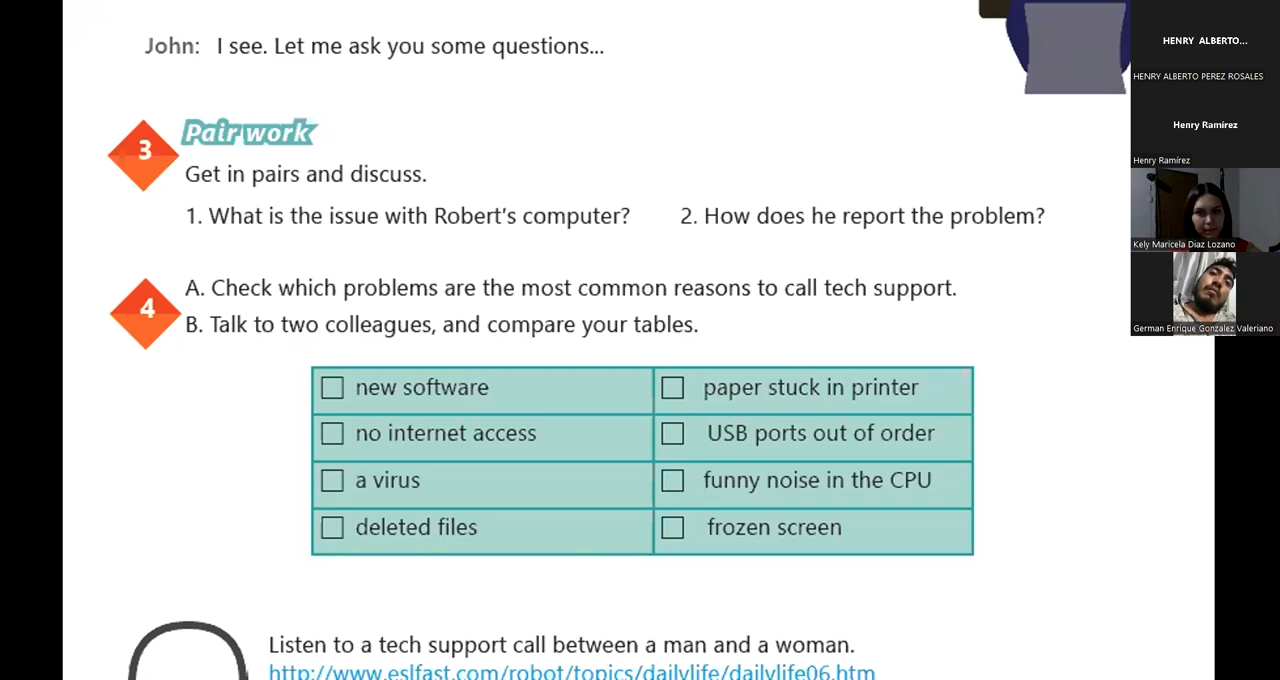 John: I see. Let me ask you some questions...
3
Pair work
Get in pairs and discuss.
1. What is the issue with Robert's computer?
2. How does he report the problem?
4
A. Check which problems are the most common reasons to call tech support.
B. Talk to two colleagues, and compare your tables.
new software
paper stuck in printer
no internet access
USB ports out of order
a virus
funny noise in the CPU
deleted files
frozen screen
Listen to a tech support call between a man and a woman.
http://www.eslfast.com/robot/topics/dailylife/dailylife06.htm
HENRY ALBERTO...
HENRY ALBERTO PEREZ ROSALES
Henry Ramírez
Henry Ramírez
Kely Maricela Diaz Lozano
German Enrique Gonzalez Valeriano